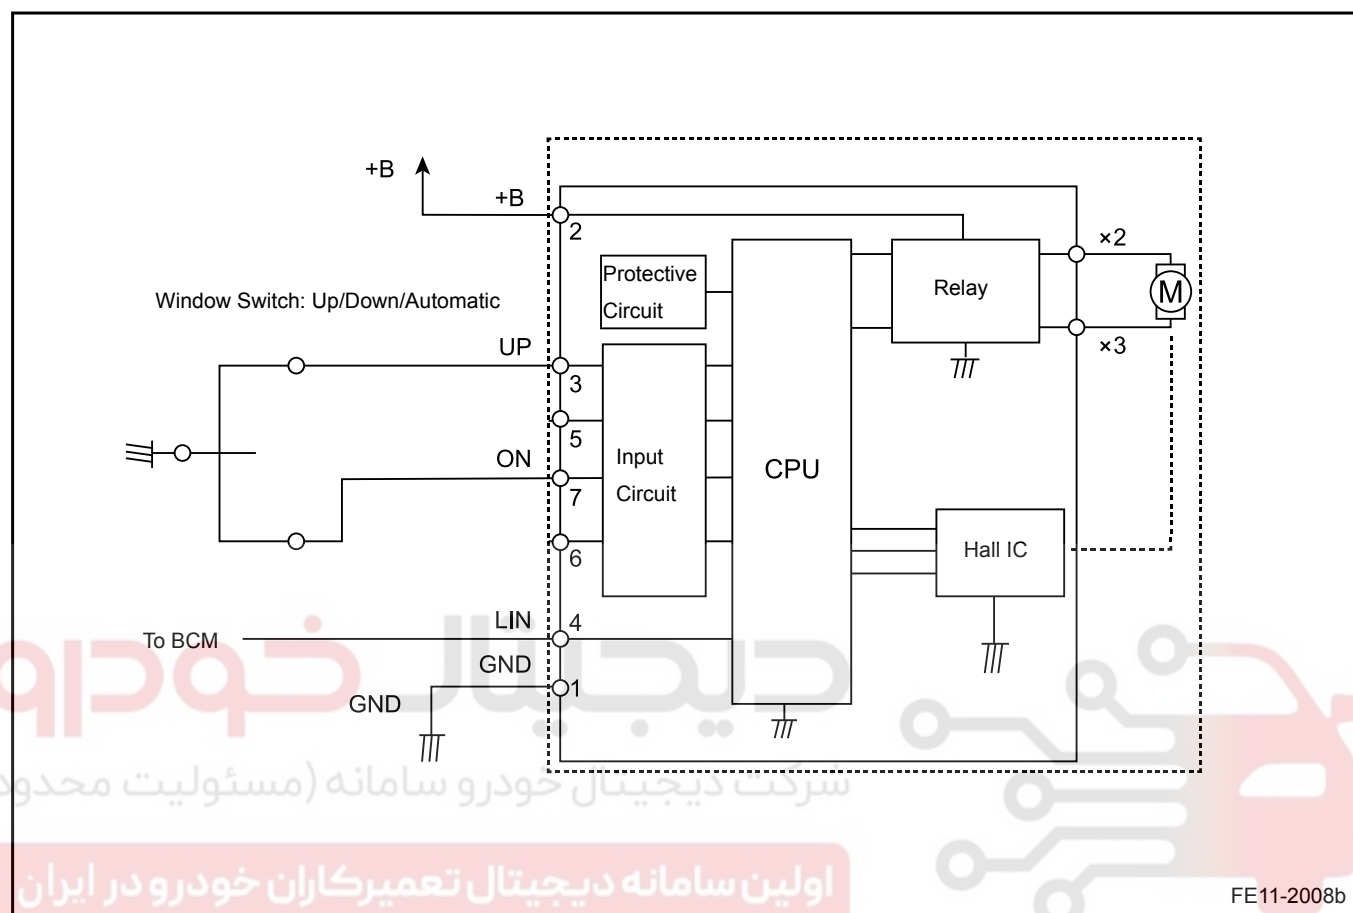 +B
+B
2
×2
Protective
Circuit
Relay
M
Window Switch: Up/Down/Automatic
UP
3
×3
5
ON
7
Input
Circuit
CPU
6
Hall IC
LIN
4
To BCM
GND
1
GND
دیجیتال خودرو
شرکت دیجیتال خودرو سامانه (مسئولیت محدود
اولین سامانه دیجیتال تعمیرکاران خودرو در ایران
FE11-2008b